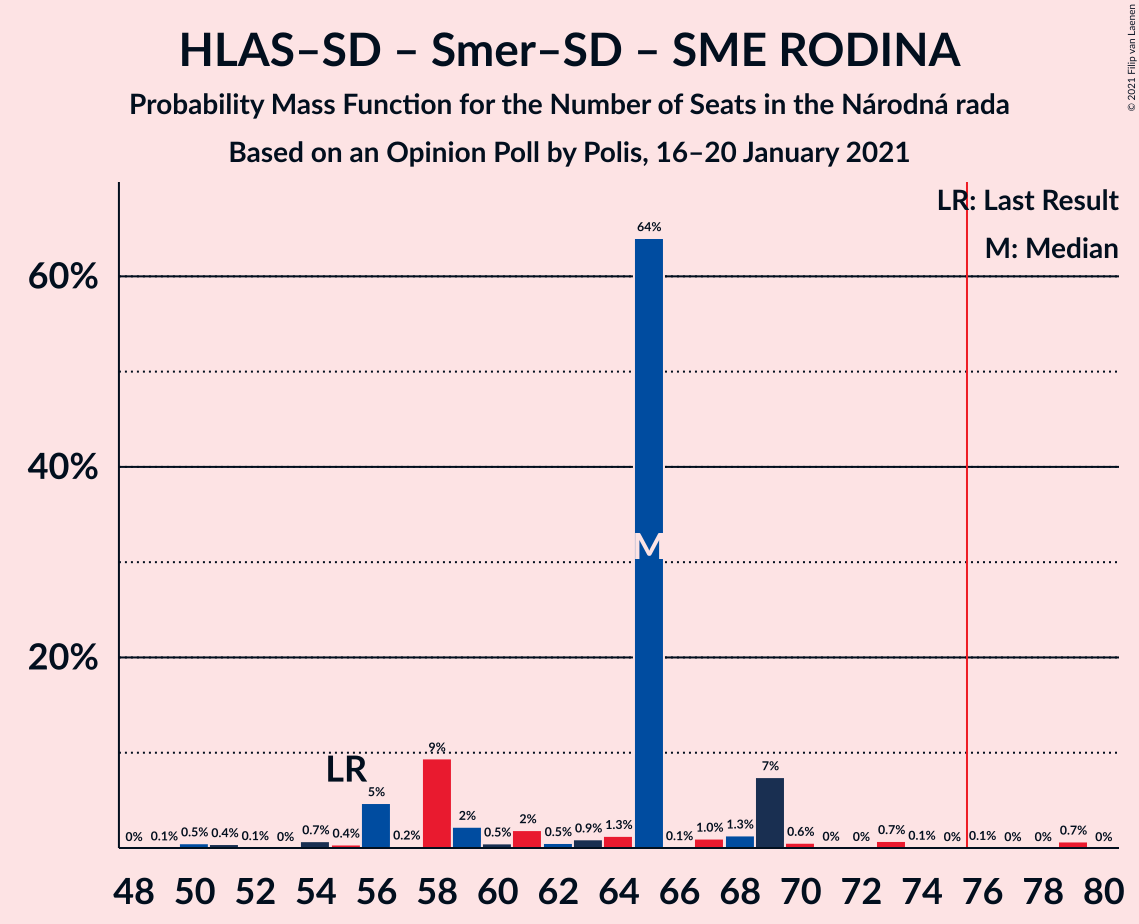 HLAS–SD – Smer–SD – SME RODINA
Probability Mass Function for the Number of Seats in the Národná rada
Based on an Opinion Poll by Polis, 16–20 January 2021
© 2021 Filip van Laenen
LR: Last Result
M: Median
60%
40%
20%
0% 0.1% 0.5% 0.4% 0.1% 0% 0.7% 0.4% 5% 0.2% 9% 2% 0.5% 2% 0.5% 0.9% 1.3% 64% 0.1% 1.0% 1.3% 7% 0.6% 0% 0% 0.7% 0.1% 0% 0.1% 0% 0% 0.7% 0%
LR
M
48 50 52 54 56 58 60 62 64 66 68 70 72 74 76 78 80